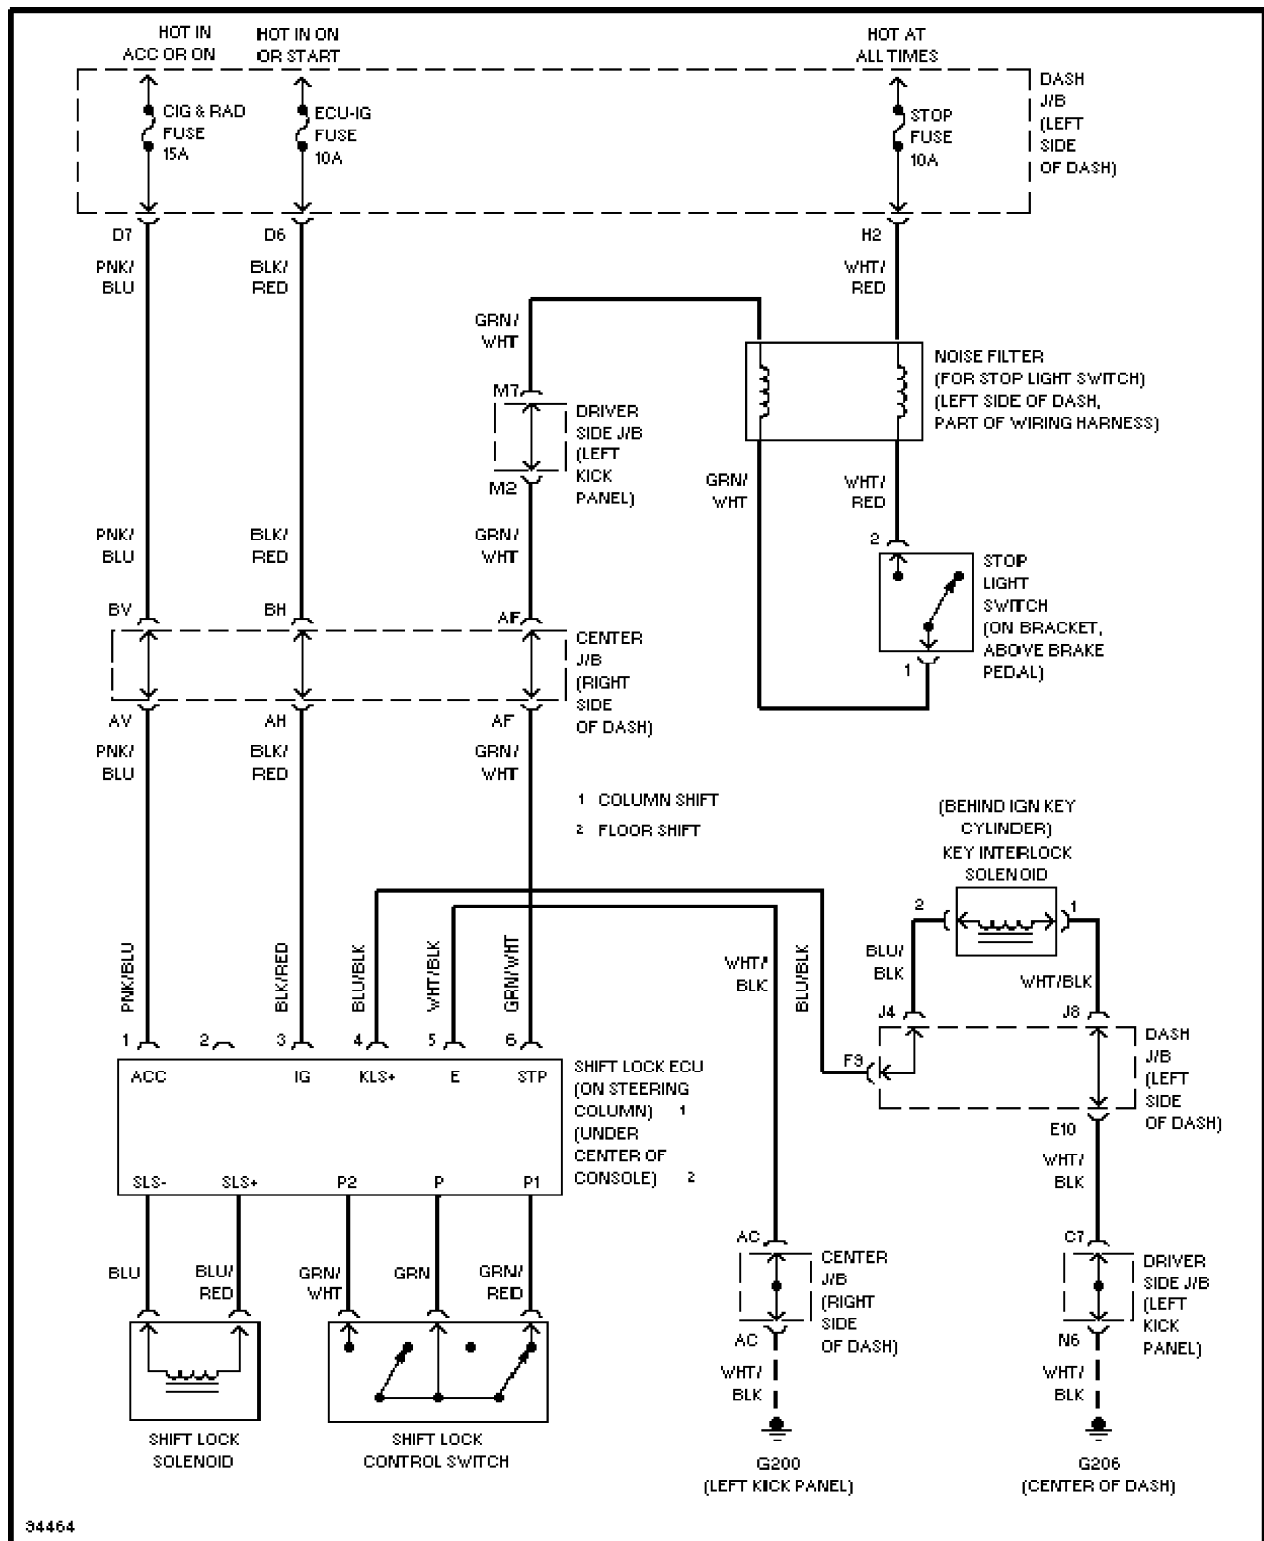 HOT IN
ACC OR ON
HOT IN ON
OR START
HOT AT
ALL TIMES
CIG & RAD
FUSE
15A
ECU-IG
FUSE
10A
STOP
FUSE
10A
DASH
J/B
(LEFT
SIDE
OF DASH)
D7
D6
H2
PNK/
BLU
BLK/
RED
WHT/
RED
GRN/
WHT
NOISE FILTER
(FOR STOP LIGHT SWITCH)
(LEFT SIDE OF DASH,
PART OF WIRING HARNESS)
M7
DRIVER
SIDE J/B
(LEFT
KICK
PANEL)
M2
GRN/
WHT
WHT/
RED
PNK/
BLU
BLK/
RED
GRN/
WHT
2
STOP
LIGHT
SWITCH
(ON BRACKET,
ABOVE BRAKE
PEDAL)
1
BV
BH
AF
CENTER
J/B
(RIGHT
SIDE
OF DASH)
AV
AH
AF
PNK/
BLU
BLK/
RED
GRN/
WHT
1 COLUMN SHIFT
2 FLOOR SHIFT
(BEHIND IGN KEY
CYLINDER)
KEY INTERLOCK
SOLENOID
2
1
BLU/
BLK
WHT/BLK
PNK/BLU
BLK/RED
BLU/BLK
WHT/BLK
GRN/WHT
WHT/
BLK
BLU/BLK
J4
J8
F9
DASH
J/B
(LEFT
SIDE
OF DASH)
E10
1
2
3
4
5
6
ACC
IG
KLS+
E
STP
SHIFT LOCK ECU
(ON STEERING
COLUMN) 1
(UNDER
CENTER OF
CONSOLE) 2
SLS-
SLS+
P2
P
P1
WHT/
BLK
BLU
BLU/
RED
GRN/
WHT
GRN
GRN/
RED
AC
CENTER
J/B
(RIGHT
SIDE
OF DASH)
AC
C7
DRIVER
SIDE J/B
(LEFT
KICK
PANEL)
N6
WHT/
BLK
WHT/
BLK
SHIFT LOCK
SOLENOID
SHIFT LOCK
CONTROL SWITCH
G200
(LEFT KICK PANEL)
G206
(CENTER OF DASH)
94464